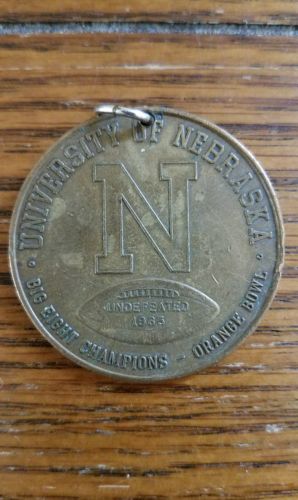 UNIVERSITY OF NEBRASKA
N
UNDEFEATED
1965
BIG EIGHT CHAMPIONS - ORANGE BOWL